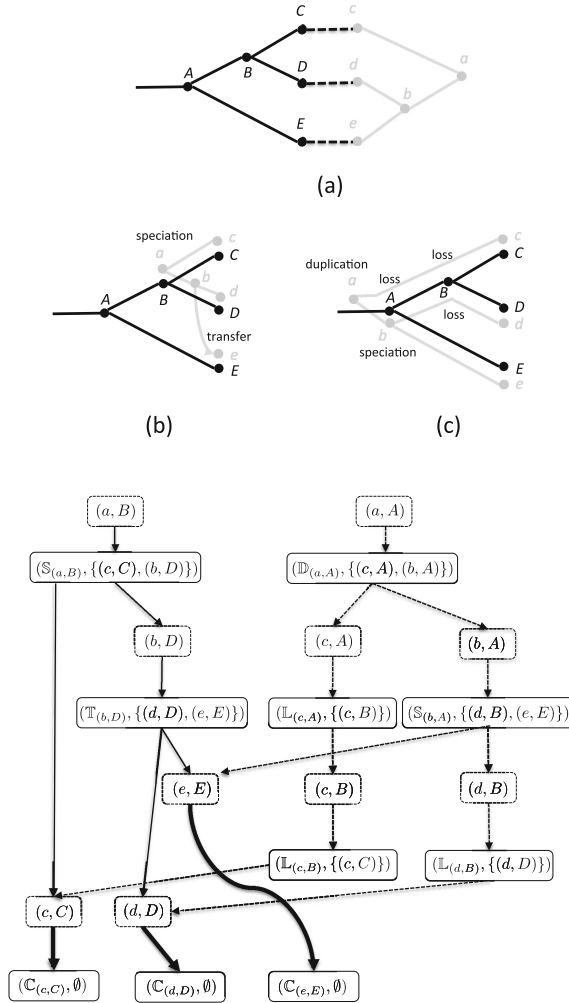 C c
A B D d b a
E e
(a)
speciation
c
a C
A B b d
D
transfer
e
E
(b)
c
loss C
duplication loss
a A B
D
b loss d
speciation
E
e
(c)
(a, B) (a, A)
(𝕊(a,B), {(c, C), (b, D)}) (𝔻(a,A), {(c, A), (b, A)})
(b, D) (c, A) (b, A)
(𝕋(b,D), {(d, D), (e, E)}) (𝕃(c,A), {(c, B)}) (𝕊(b,A), {(d, B), (e, E)})
(e, E) (c, B) (d, B)
(𝕃(c,B), {(c, C)}) (𝕃(d,B), {(d, D)})
(c, C) (d, D)
(ℂ(c,C), ∅) (ℂ(d,D), ∅) (ℂ(e,E), ∅)